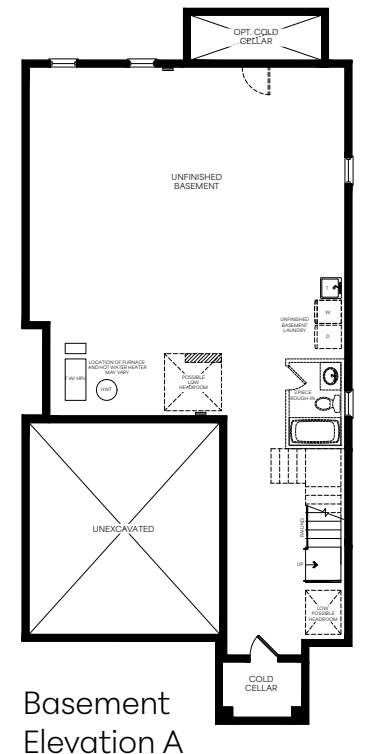 OPT. COLD
CELLAR
UNFINISHED
BASEMENT
T
W
UNFINISHED
BASEMENT
LAUNDRY
D
LOCATION OF FURNACE
AND HOT WATER HEATER
MAY VARY
F W/ HRV
HWT
POSSIBLE
LOW
HEADROOM
3 PIECE
ROUGH-IN
UNEXCAVATED
RAILING
UP
LOW
POSSIBLE
HEADROOM
COLD
CELLAR
Basement
Elevation A